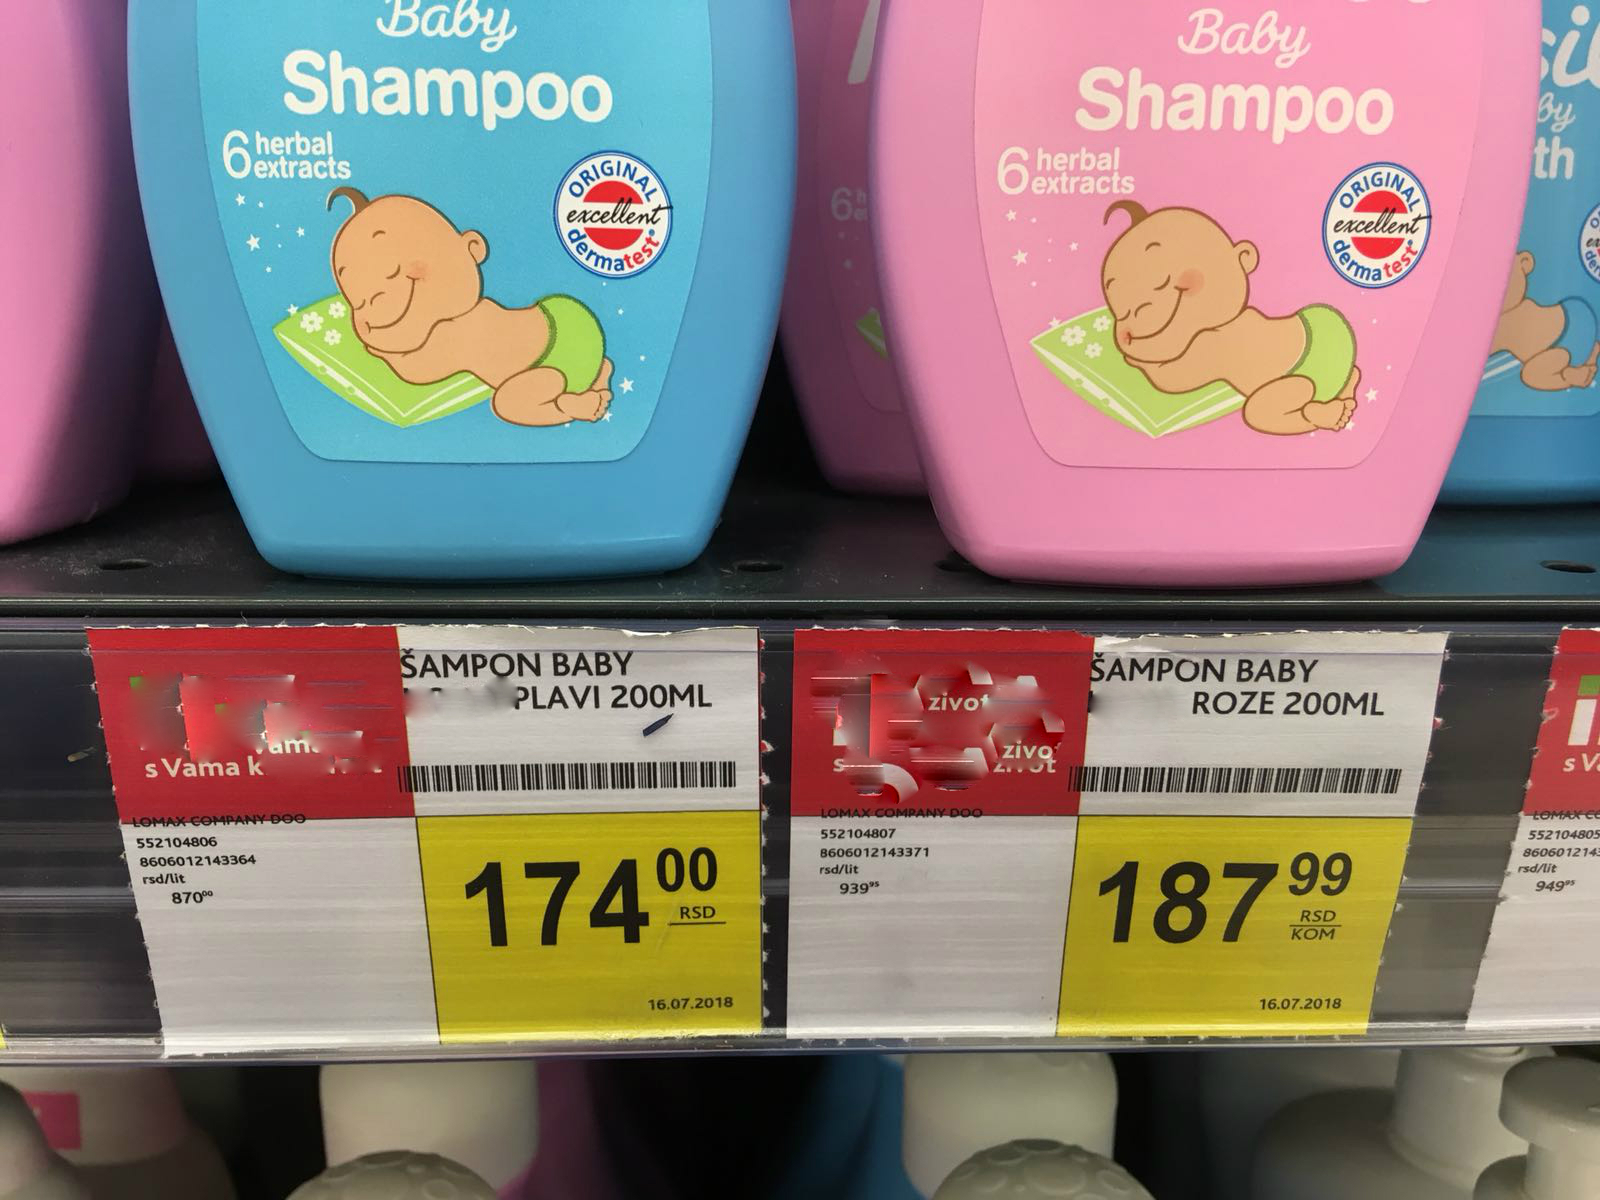 Baby
Shampoo
6 herbal
extracts
ORIGINAL
excellent
dermatest
Baby
Shampoo
6 herbal
extracts
ORIGINAL
excellent
dermatest
th
ŠAMPON BABY
PLAVI 200ML
s Vama k
LOMAX COMPANY DOO
552104806
8606012143364
rsd/lit
870⁰⁰
174⁰⁰
RSD
16.07.2018
ŠAMPON BABY
ROZE 200ML
zivot
LOMAX COMPANY DOO
552104807
8606012143371
rsd/lit
939⁹⁵
187⁹⁹
RSD
KOM
16.07.2018
s Va
LOMAX CO
552104805
rsd/lit
949⁹⁵